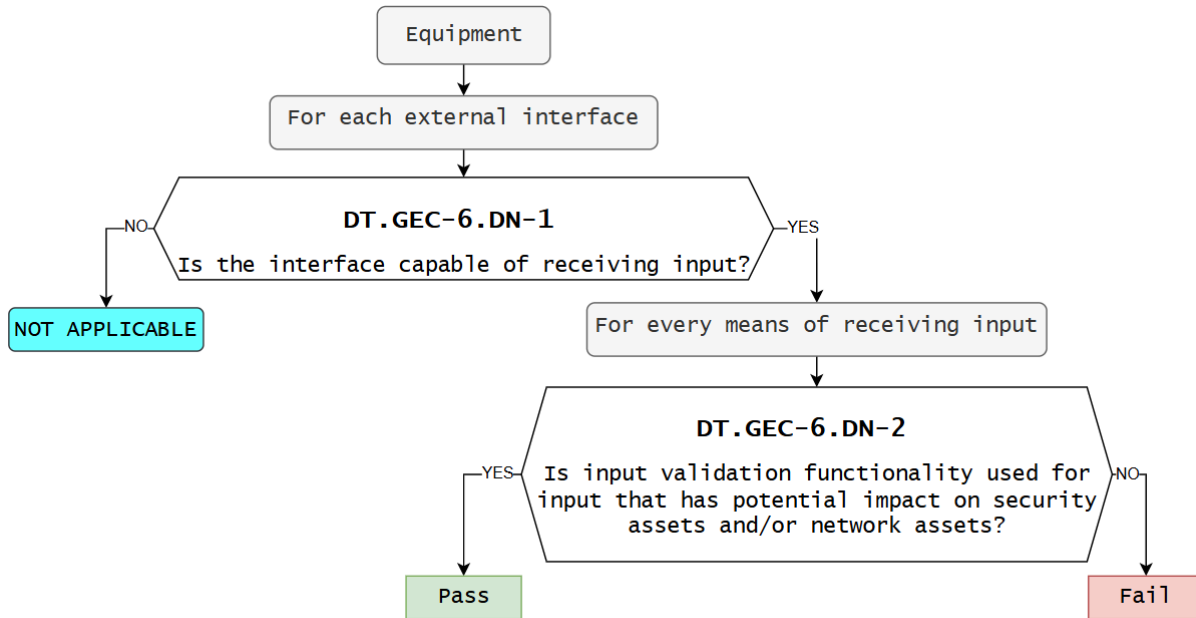 Equipment
For each external interface
DT.GEC-6.DN-1
NO
YES
Is the interface capable of receiving input?
NOT APPLICABLE
For every means of receiving input
DT.GEC-6.DN-2
YES
Is input validation functionality used for
NO
input that has potential impact on security
assets and/or network assets?
Pass
Fail